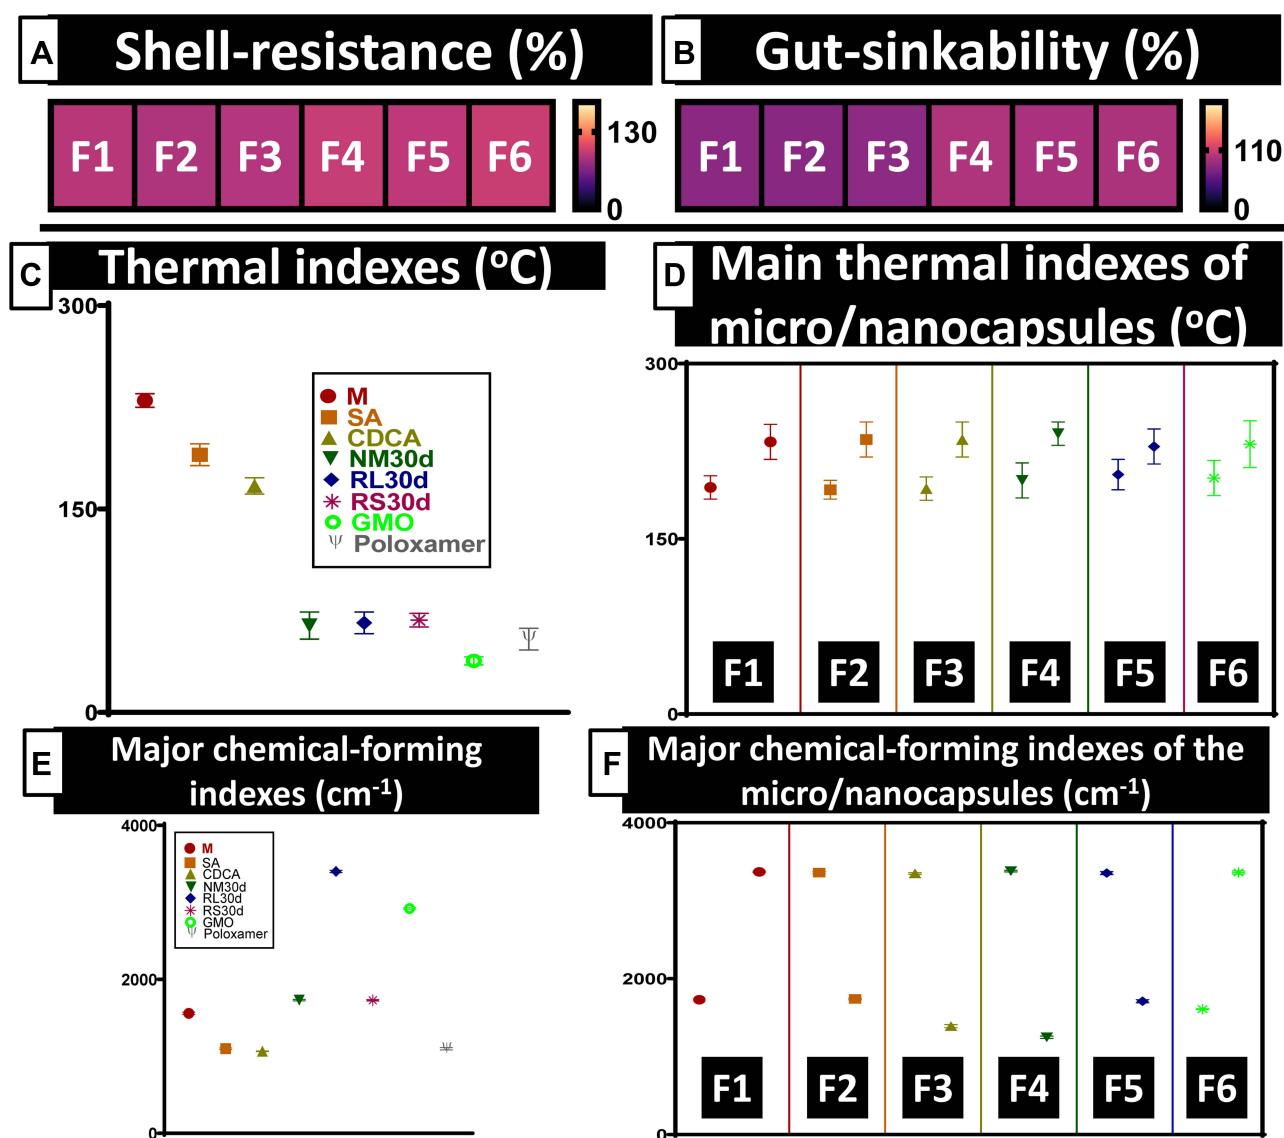 A Shell-resistance (%)
B Gut-sinkability (%)
F1 F2 F3 F4 F5 F6
130
0
F1 F2 F3 F4 F5 F6
110
0
C Thermal indexes (ºC)
300
150
0
M
SA
CDCA
NM30d
RL30d
RS30d
GMO
Poloxamer
D Main thermal indexes of
micro/nanocapsules (ºC)
300
150
0
F1 F2 F3 F4 F5 F6
E Major chemical-forming
indexes (cm-1)
4000
2000
0
M
SA
CDCA
NM30d
RL30d
RS30d
GMO
Poloxamer
F Major chemical-forming indexes of the
micro/nanocapsules (cm-1)
4000
2000
0
F1 F2 F3 F4 F5 F6